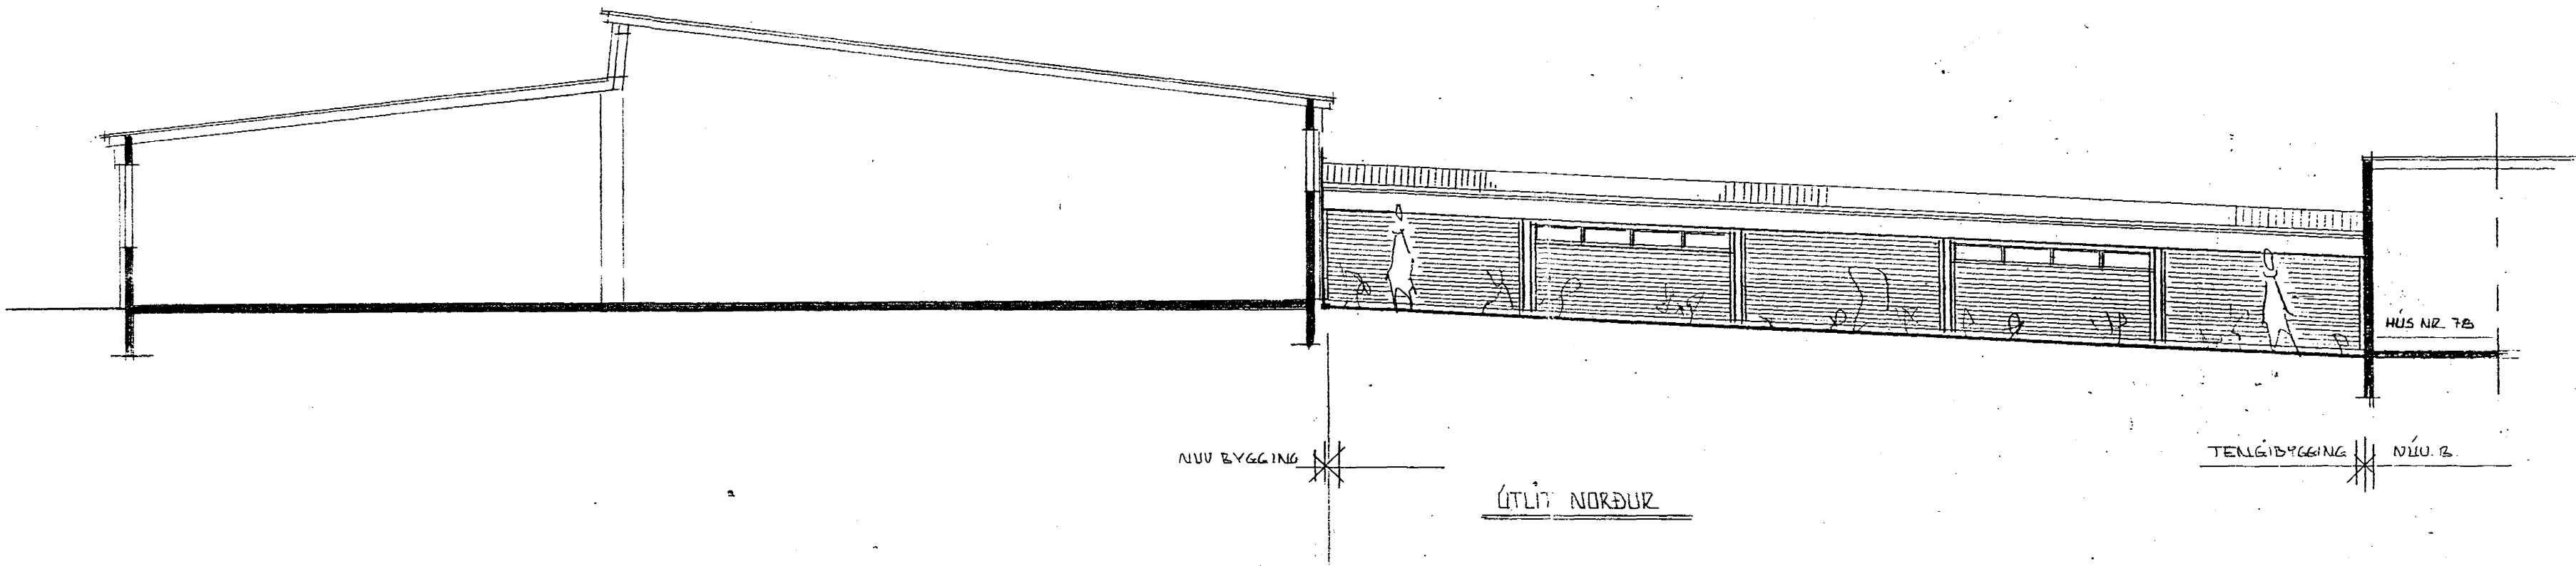 HÚS NR. 7B
NÚV BYGGING
TENGIBYGGING
NÚV. B.
ÚTLIT NORÐUR